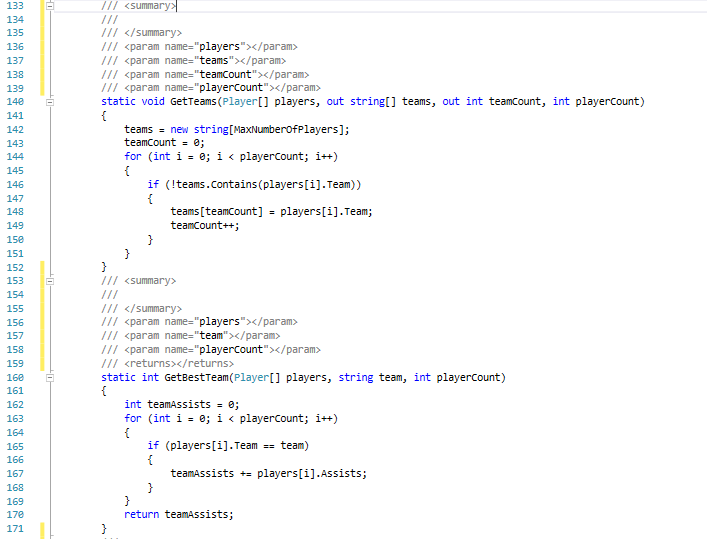 133 /// <summary>
134 ///
135 /// </summary>
136 /// <param name="players"></param>
137 /// <param name="teams"></param>
138 /// <param name="teamCount"></param>
139 /// <param name="playerCount"></param>
140 static void GetTeams(Player[] players, out string[] teams, out int teamCount, int playerCount)
141 {
142 teams = new string[MaxNumberOfPlayers];
143 teamCount = 0;
144 for (int i = 0; i < playerCount; i++)
145 {
146 if (!teams.Contains(players[i].Team))
147 {
148 teams[teamCount] = players[i].Team;
149 teamCount++;
150 }
151 }
152 }
153 /// <summary>
154 ///
155 /// </summary>
156 /// <param name="players"></param>
157 /// <param name="team"></param>
158 /// <param name="playerCount"></param>
159 /// <returns></returns>
160 static int GetBestTeam(Player[] players, string team, int playerCount)
161 {
162 int teamAssists = 0;
163 for (int i = 0; i < playerCount; i++)
164 {
165 if (players[i].Team == team)
166 {
167 teamAssists += players[i].Assists;
168 }
169 }
170 return teamAssists;
171 }